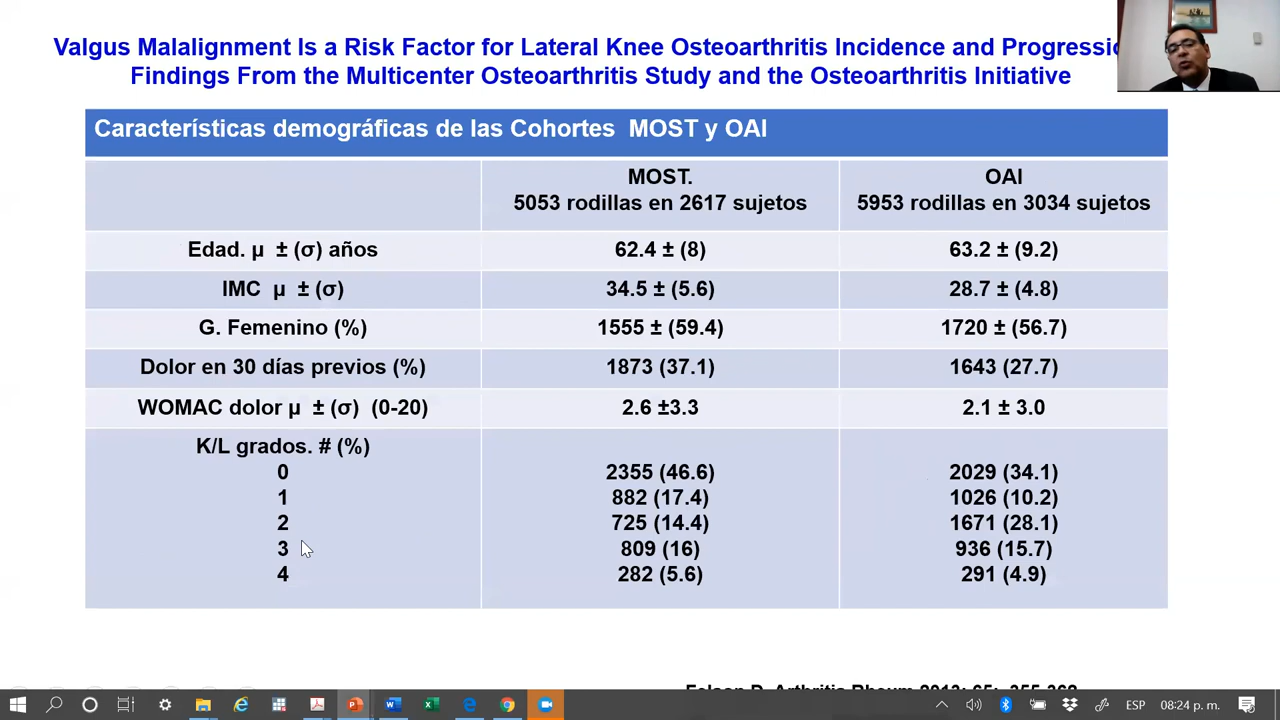 Valgus Malalignment Is a Risk Factor for Lateral Knee Osteoarthritis Incidence and
Findings From the Multicenter Osteoarthritis Study and the Osteoarthritis Initiative
Características demográficas de las Cohortes MOST y OAI
MOST. OAI
5053 rodillas en 2617 sujetos 5953 rodillas en 3034 sujetos
Edad. µ ± (σ) años 62.4 ± (8) 63.2 ± (9.2)
IMC µ ± (σ) 34.5 ± (5.6) 28.7 ± (4.8)
G. Femenino (%) 1555 ± (59.4) 1720 ± (56.7)
Dolor en 30 días previos (%) 1873 (37.1) 1643 (27.7)
WOMAC dolor µ ± (σ) (0-20) 2.6 ±3.3 2.1 ± 3.0
K/L grados. # (%)
0 2355 (46.6) 2029 (34.1)
1 882 (17.4) 1026 (10.2)
2 725 (14.4) 1671 (28.1)
3 809 (16) 936 (15.7)
4 282 (5.6) 291 (4.9)
ESP 08:24 p. m.